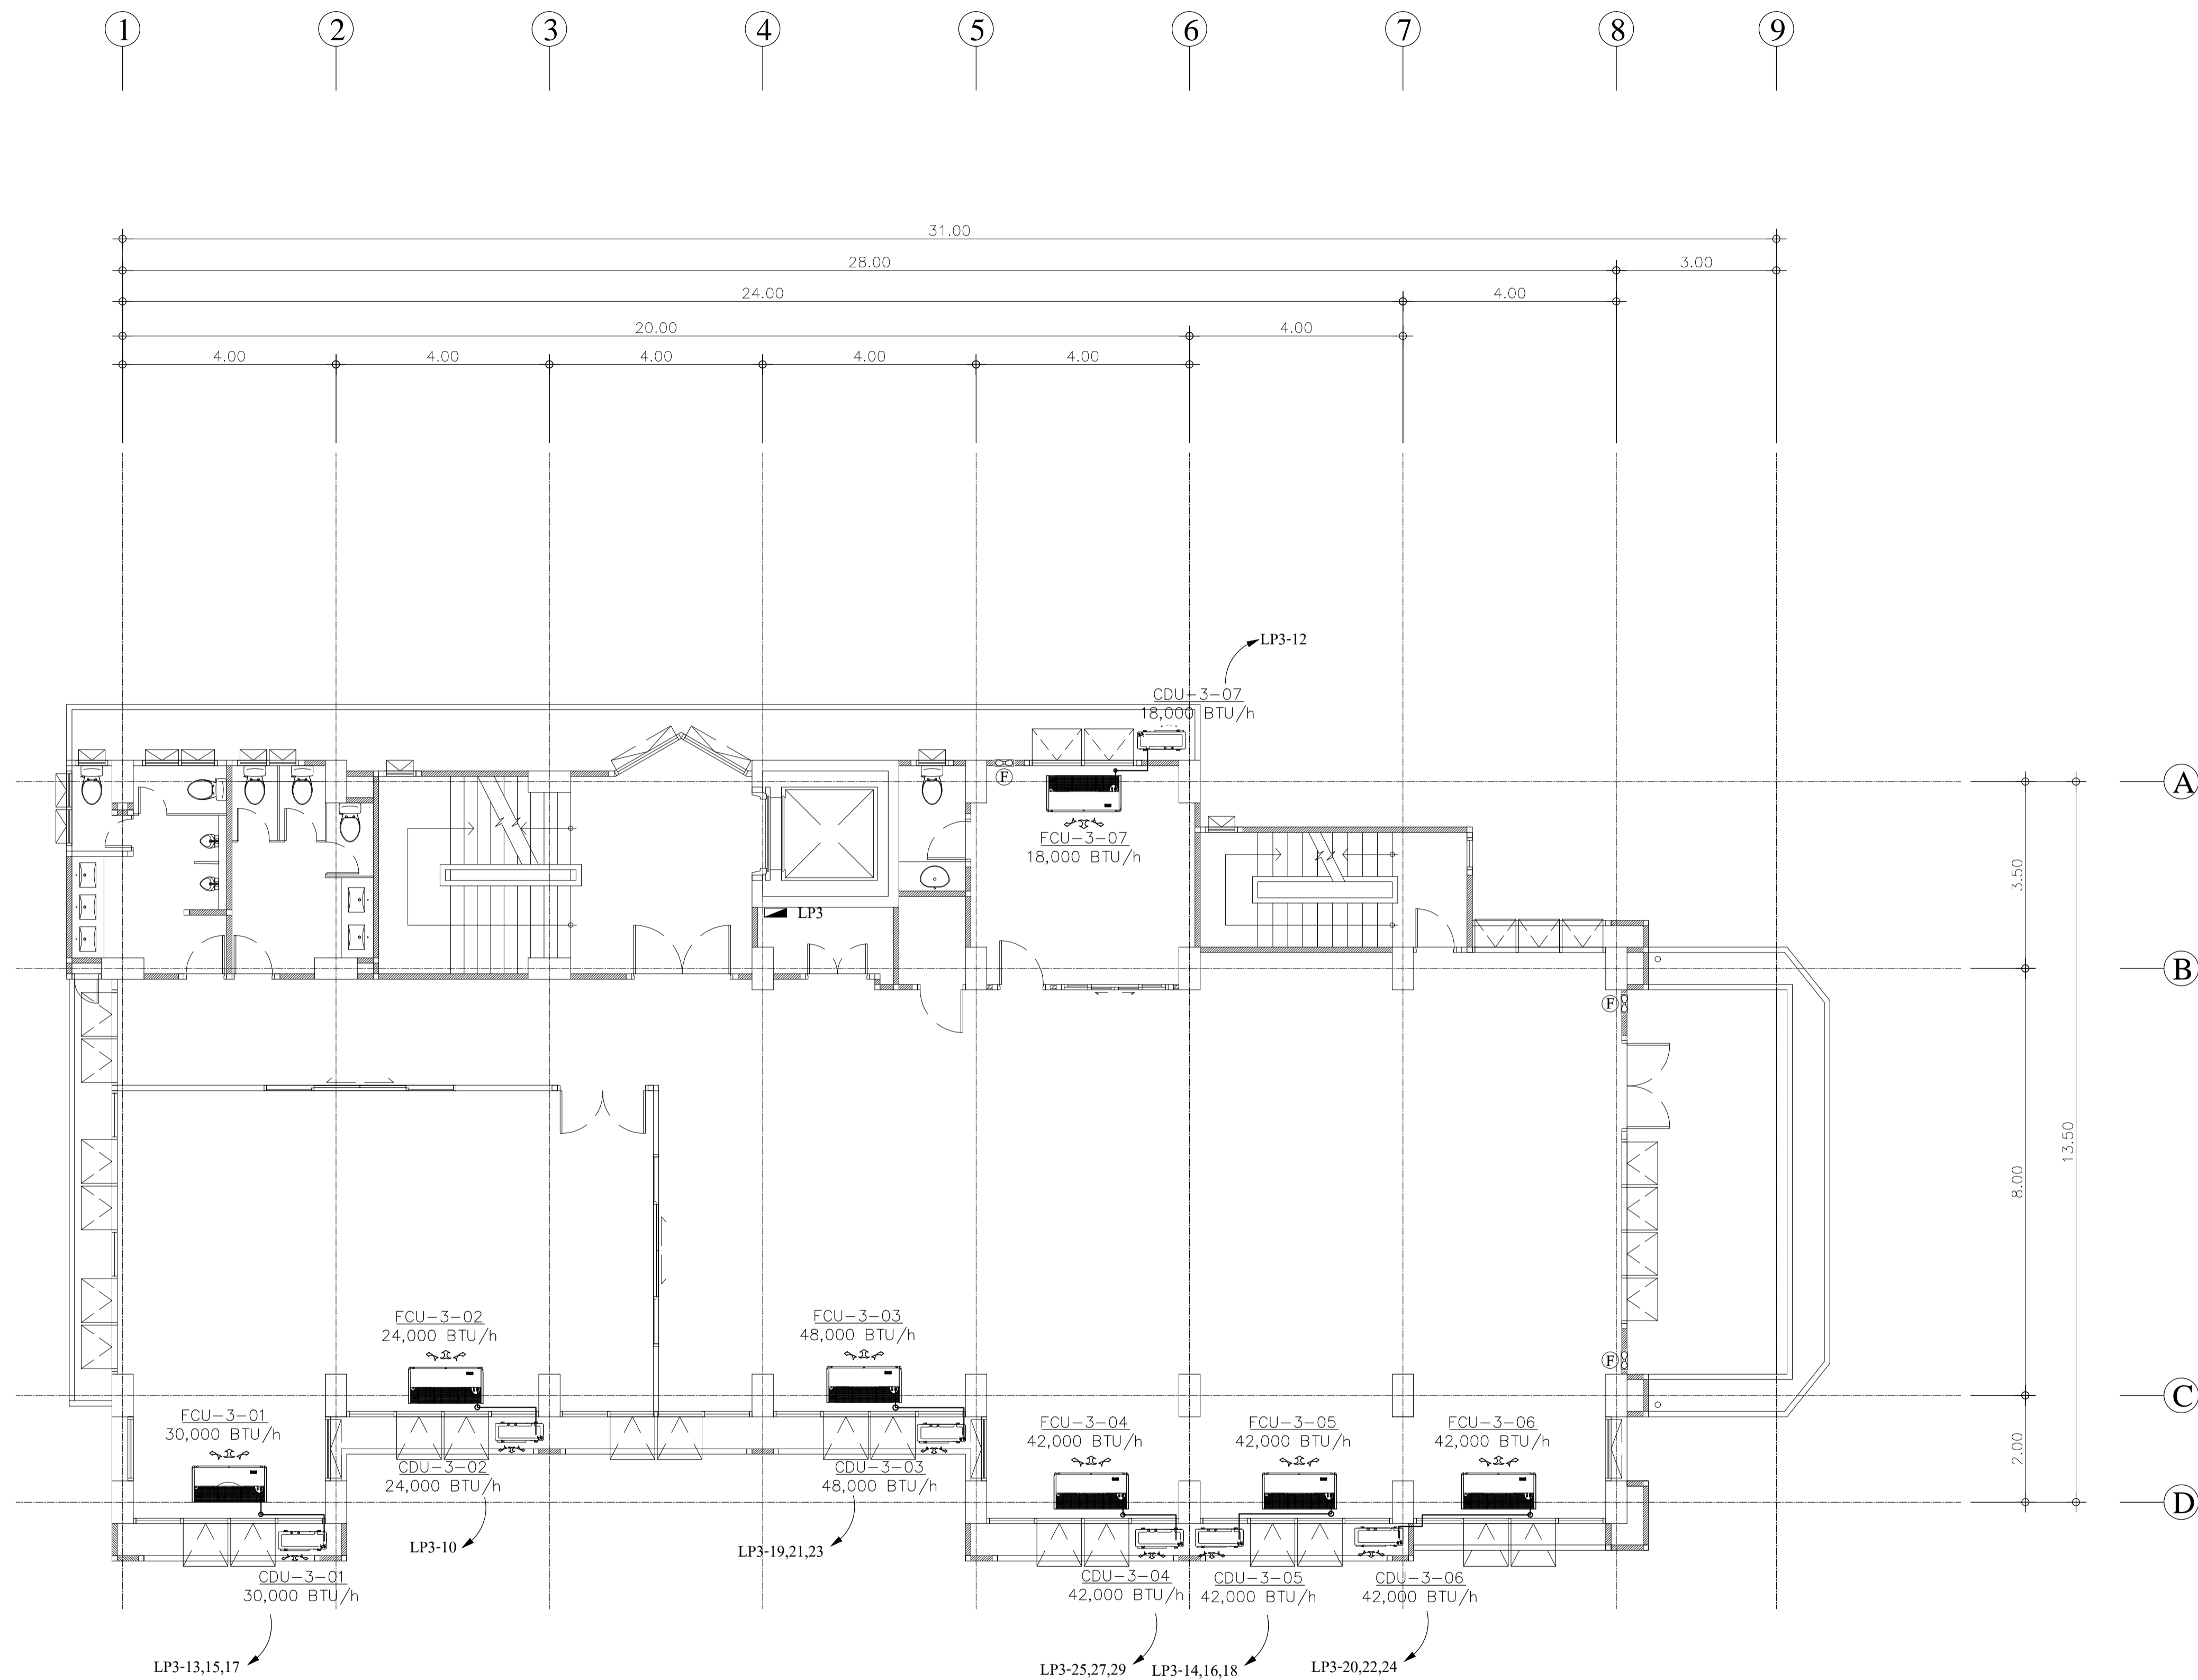 1
2
3
4
5
6
7
8
9
31.00
28.00
3.00
24.00
4.00
20.00
4.00
4.00
4.00
4.00
4.00
4.00
LP3-12
CDU-3-07
18,000 BTU/h
F
A
FCU-3-07
18,000 BTU/h
3.50
LP3
B
F
13.50
8.00
FCU-3-02
24,000 BTU/h
FCU-3-03
48,000 BTU/h
F
C
FCU-3-01
30,000 BTU/h
FCU-3-04
42,000 BTU/h
FCU-3-05
42,000 BTU/h
FCU-3-06
42,000 BTU/h
2.00
CDU-3-02
24,000 BTU/h
CDU-3-03
48,000 BTU/h
D
LP3-10
LP3-19,21,23
CDU-3-01
30,000 BTU/h
CDU-3-04
42,000 BTU/h
CDU-3-05
42,000 BTU/h
CDU-3-06
42,000 BTU/h
LP3-13,15,17
LP3-25,27,29
LP3-14,16,18
LP3-20,22,24